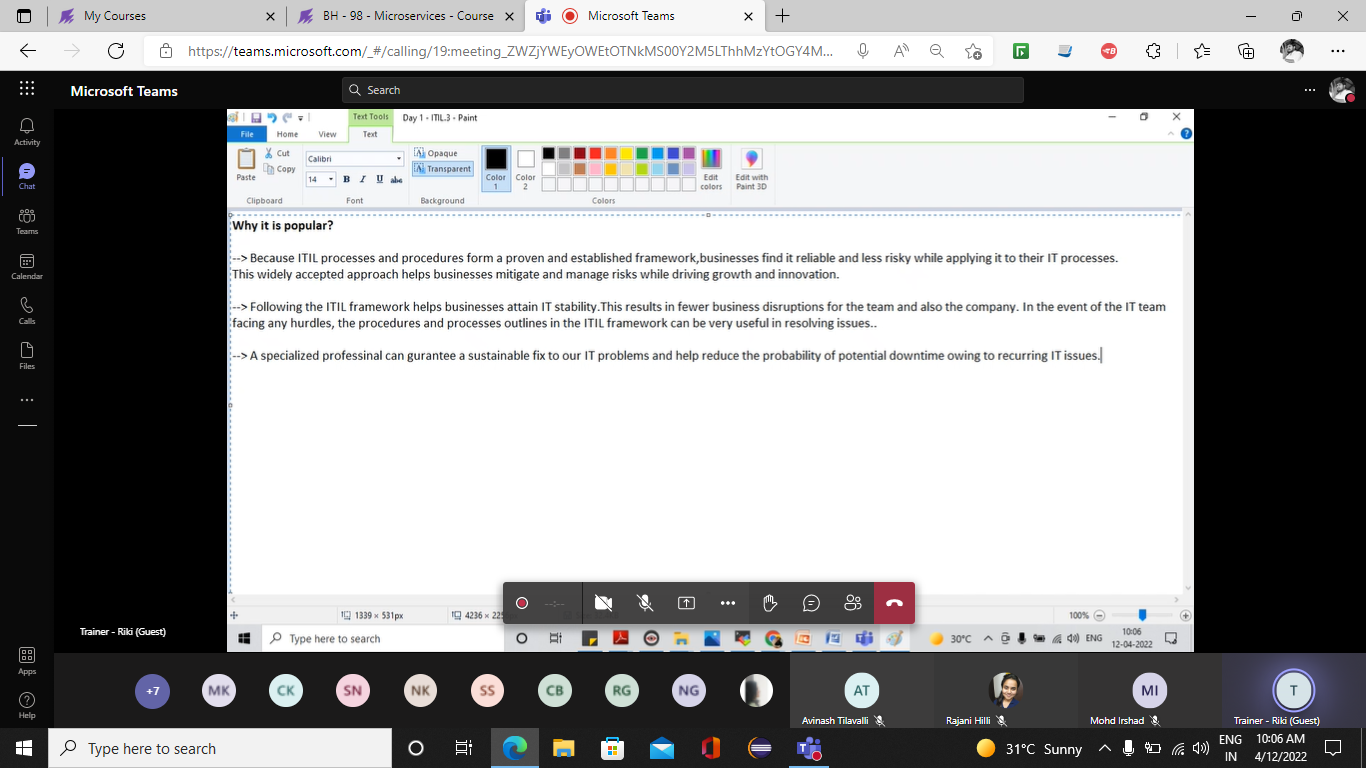 My Courses
BH - 98 - Microservices - Course
Microsoft Teams
https://teams.microsoft.com/_#/calling/19:meeting_ZWZjYWEyOWEtOTNkMS00Y2M5LThhMzYtOGY4M...
Microsoft Teams
Search
Activity
Chat
Teams
Calendar
Calls
Files
Apps
Help
Text Tools
Day 1 - ITIL.3 - Paint
File
Home
View
Text
Paste
Cut
Copy
Clipboard
Calibri
14
B I U abc
Font
Opaque
Transparent
Background
Color 1
Color 2
Colors
Edit colors
Edit with Paint 3D
Why it is popular?
--> Because ITIL processes and procedures form a proven and established framework,businesses find it reliable and less risky while applying it to their IT processes.
This widely accepted approach helps businesses mitigate and manage risks while driving growth and innovation.
--> Following the ITIL framework helps businesses attain IT stability.This results in fewer business disruptions for the team and also the company. In the event of the IT team
facing any hurdles, the procedures and processes outlines in the ITIL framework can be very useful in resolving issues..
--> A specialized professinal can gurantee a sustainable fix to our IT problems and help reduce the probability of potential downtime owing to recurring IT issues.
--:--
1339 × 531px
4236 × 225
100%
Trainer - Riki (Guest)
Type here to search
30°C
ENG
10:06
12-04-2022
+7
MK
CK
SN
NK
SS
CB
RG
NG
AT
Avinash Tilavalli
Rajani Hilli
MI
Mohd Irshad
T
Trainer - Riki (Guest)
Type here to search
31°C Sunny
ENG
IN
10:06 AM
4/12/2022